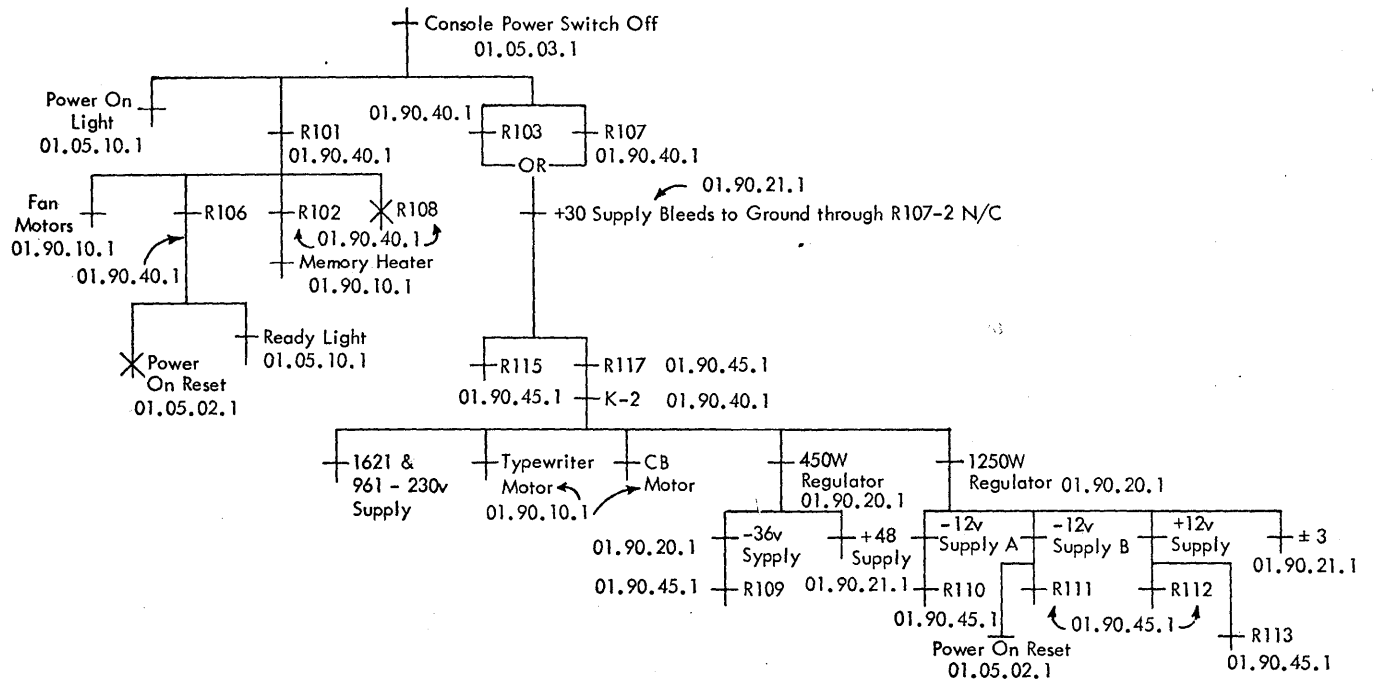 Console Power Switch Off
01.05.03.1
Power On
Light
01.05.10.1
R101
01.90.40.1
01.90.40.1
R103
R107
01.90.40.1
OR
Fan
Motors
01.90.10.1
R106
01.90.40.1
R102
R108
01.90.40.1
Memory Heater
01.90.10.1
01.90.21.1
+30 Supply Bleeds to Ground through R107-2 N/C
Power
On Reset
01.05.02.1
Ready Light
01.05.10.1
R115
01.90.45.1
R117 01.90.45.1
K-2 01.90.40.1
1621 &
961 - 230v
Supply
Typewriter
Motor
CB
Motor
01.90.10.1
450W
Regulator
01.90.20.1
1250W
Regulator 01.90.20.1
01.90.20.1
-36v
Sypply
01.90.45.1
R109
+48
Supply
01.90.21.1
-12v
Supply A
R110
01.90.45.1
-12v
Supply B
R111
+12v
Supply
R112
01.90.45.1
± 3
01.90.21.1
R113
01.90.45.1
Power On Reset
01.05.02.1